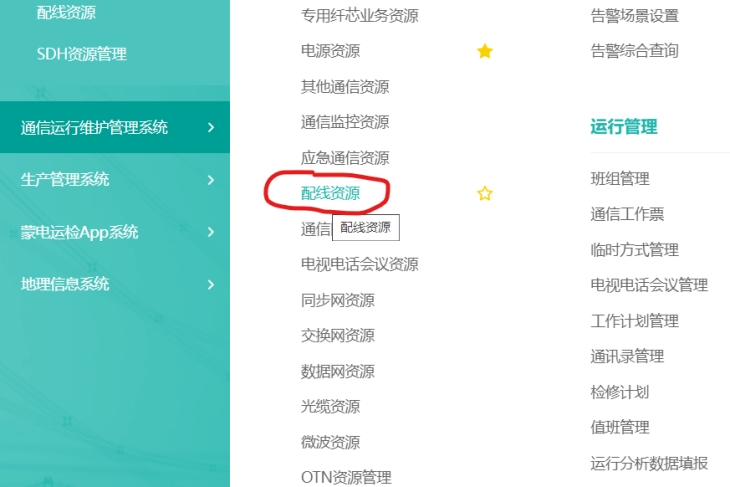 配线资源
SDH资源管理
通信运行维护管理系统
生产管理系统
蒙电运检App系统
地理信息系统
专用纤芯业务资源
电源资源
其他通信资源
通信监控资源
应急通信资源
配线资源
通信
配线资源
电视电话会议资源
同步网资源
交换网资源
数据网资源
光缆资源
微波资源
OTN资源管理
告警场景设置
告警综合查询
运行管理
班组管理
通信工作票
临时方式管理
电视电话会议管理
工作计划管理
通讯录管理
检修计划
值班管理
运行分析数据填报